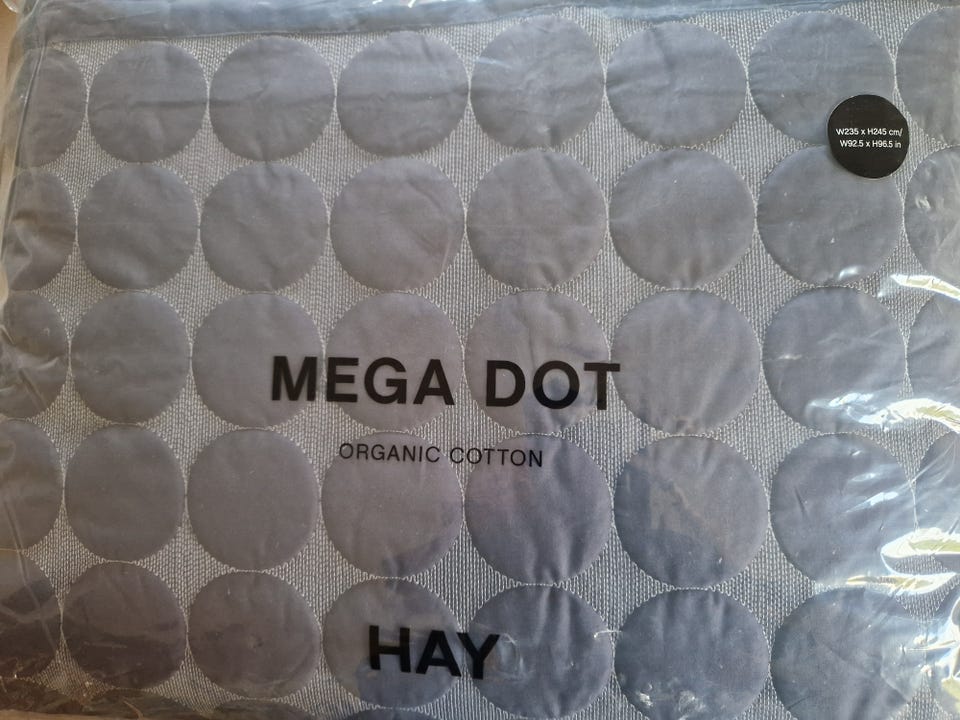 W235 x H245 cm/
W92.5 x H96.5 in
MEGA DOT
ORGANIC COTTON
HAY